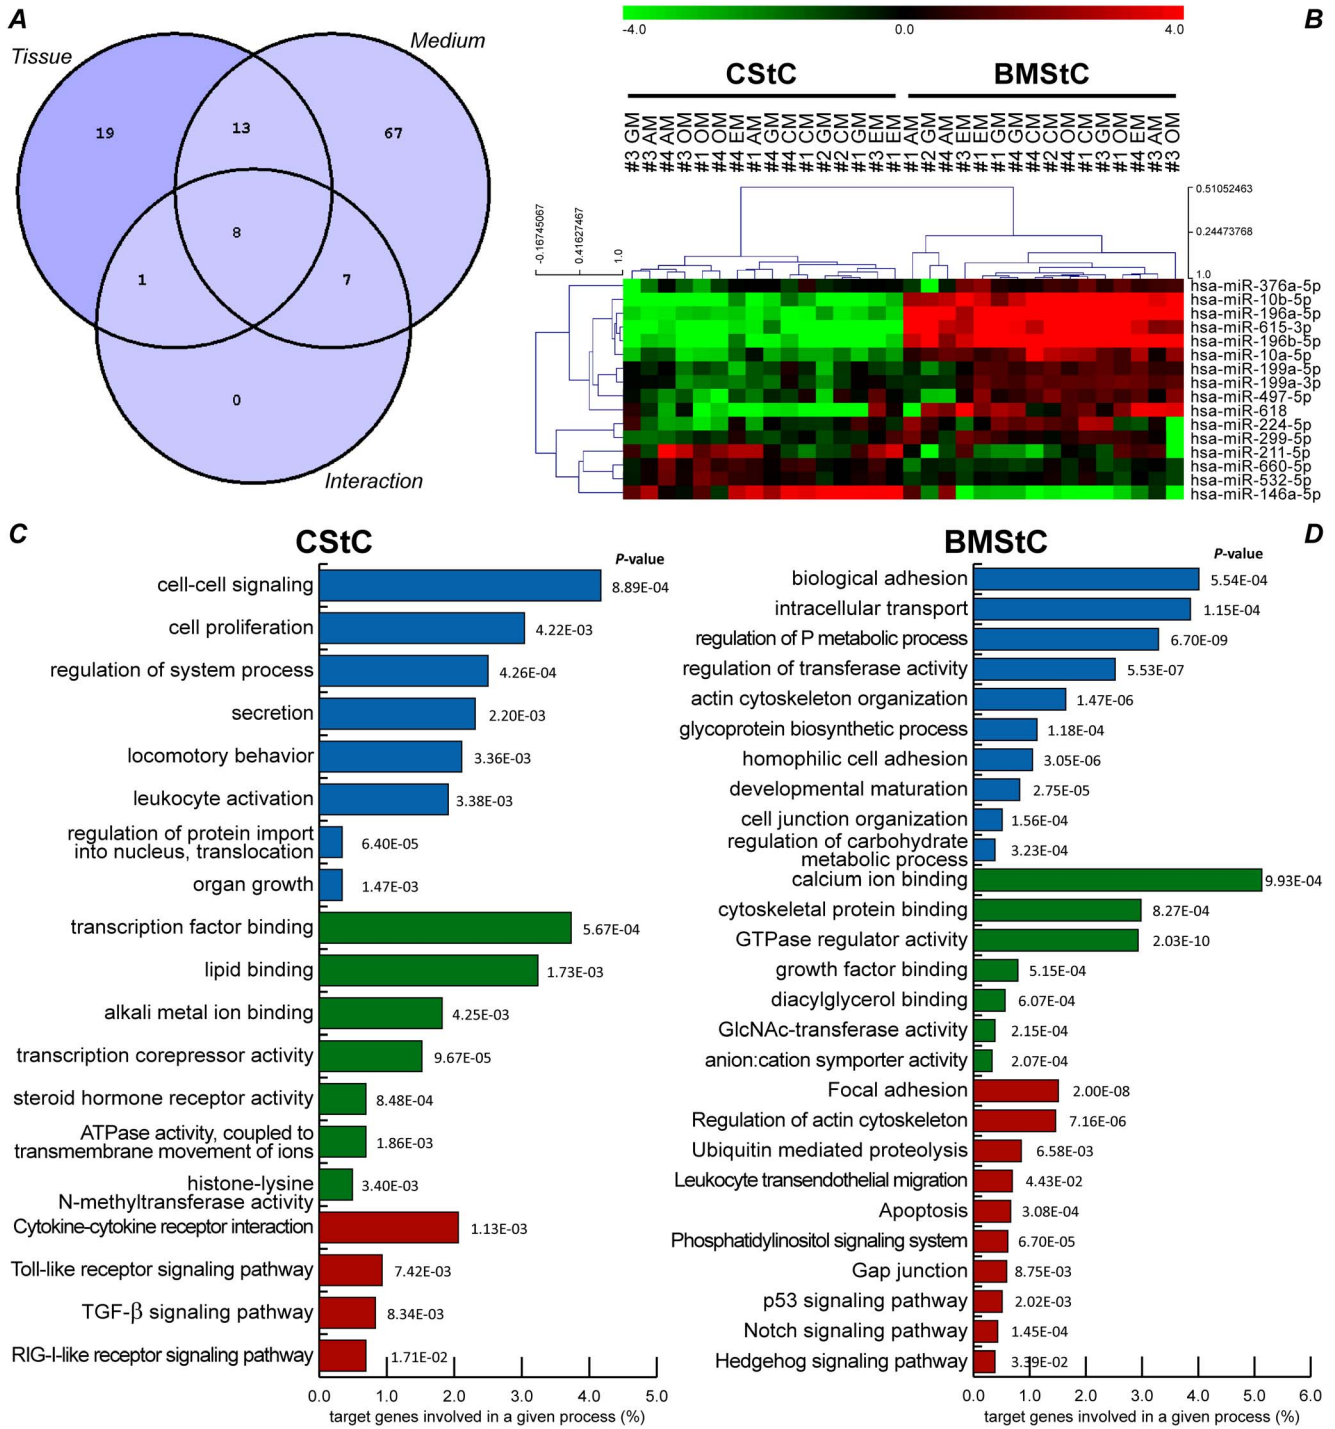 A
Tissue
Medium
19
13
67
8
1
7
0
Interaction
B
-4.0 0.0 4.0
CStC BMStC
#3 GM
#3 AM
#4 AM
#3 OM
#1 OM
#4 OM
#4 EM
#1 AM
#4 GM
#4 CM
#1 CM
#2 GM
#2 CM
#1 GM
#3 EM
#1 EM
#1 AM
#2 GM
#4 AM
#3 EM
#1 EM
#1 GM
#4 GM
#4 CM
#2 CM
#4 OM
#1 CM
#3 GM
#1 OM
#4 EM
#3 AM
#3 OM
-0.16745067
0.41627467
1.0
0.51052463
0.24473768
1.0
hsa-miR-376a-5p
hsa-miR-10b-5p
hsa-miR-196a-5p
hsa-miR-615-3p
hsa-miR-196b-5p
hsa-miR-10a-5p
hsa-miR-199a-5p
hsa-miR-199a-3p
hsa-miR-497-5p
hsa-miR-618
hsa-miR-224-5p
hsa-miR-299-5p
hsa-miR-211-5p
hsa-miR-660-5p
hsa-miR-532-5p
hsa-miR-146a-5p
C
CStC
P-value
cell-cell signaling 8.89E-04
cell proliferation 4.22E-03
regulation of system process 4.26E-04
secretion 2.20E-03
locomotory behavior 3.36E-03
leukocyte activation 3.38E-03
regulation of protein import
into nucleus, translocation 6.40E-05
organ growth 1.47E-03
transcription factor binding 5.67E-04
lipid binding 1.73E-03
alkali metal ion binding 4.25E-03
transcription corepressor activity 9.67E-05
steroid hormone receptor activity 8.48E-04
ATPase activity, coupled to
transmembrane movement of ions 1.86E-03
histone-lysine
N-methyltransferase activity 3.40E-03
Cytokine-cytokine receptor interaction 1.13E-03
Toll-like receptor signaling pathway 7.42E-03
TGF-β signaling pathway 8.34E-03
RIG-I-like receptor signaling pathway 1.71E-02
0.0 1.0 2.0 3.0 4.0 5.0
target genes involved in a given process (%)
D
BMStC
P-value
biological adhesion 5.54E-04
intracellular transport 1.15E-04
regulation of P metabolic process 6.70E-09
regulation of transferase activity 5.53E-07
actin cytoskeleton organization 1.47E-06
glycoprotein biosynthetic process 1.18E-04
homophilic cell adhesion 3.05E-06
developmental maturation 2.75E-05
cell junction organization 1.56E-04
regulation of carbohydrate
metabolic process 3.23E-04
calcium ion binding 9.93E-04
cytoskeletal protein binding 8.27E-04
GTPase regulator activity 2.03E-10
growth factor binding 5.15E-04
diacylglycerol binding 6.07E-04
GlcNAc-transferase activity 2.15E-04
anion:cation symporter activity 2.07E-04
Focal adhesion 2.00E-08
Regulation of actin cytoskeleton 7.16E-06
Ubiquitin mediated proteolysis 6.58E-03
Leukocyte transendothelial migration 4.43E-02
Apoptosis 3.08E-04
Phosphatidylinositol signaling system 6.70E-05
Gap junction 8.75E-03
p53 signaling pathway 2.02E-03
Notch signaling pathway 1.45E-04
Hedgehog signaling pathway 3.39E-02
0.0 1.0 2.0 3.0 4.0 5.0 6.0
target genes involved in a given process (%)